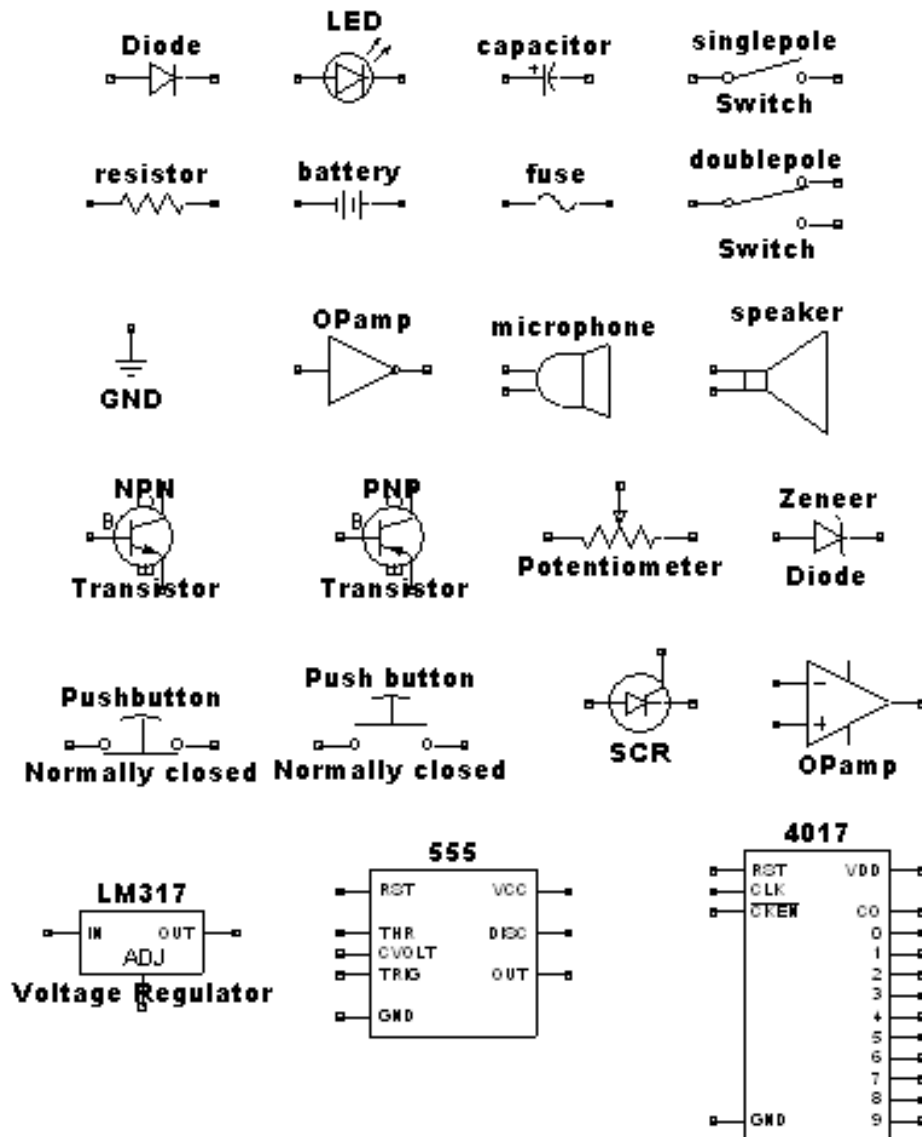 Diode
LED
capacitor
singlepole
+
Switch
resistor
battery
fuse
doublepole
Switch
GND
OPamp
microphone
speaker
NPN
B
Transistor
PNP
B
Transistor
Potentiometer
Zeneer
Diode
Pushbutton
Normally closed
Push button
Normally closed
SCR
−
+
OPamp
LM317
IN OUT
ADJ
Voltage Regulator
555
RST VCC
THR DISC
CVOLT
TRIG OUT
GND
4017
RST VDD
CLK
CKEN CO
0
1
2
3
4
5
6
7
8
GND 9